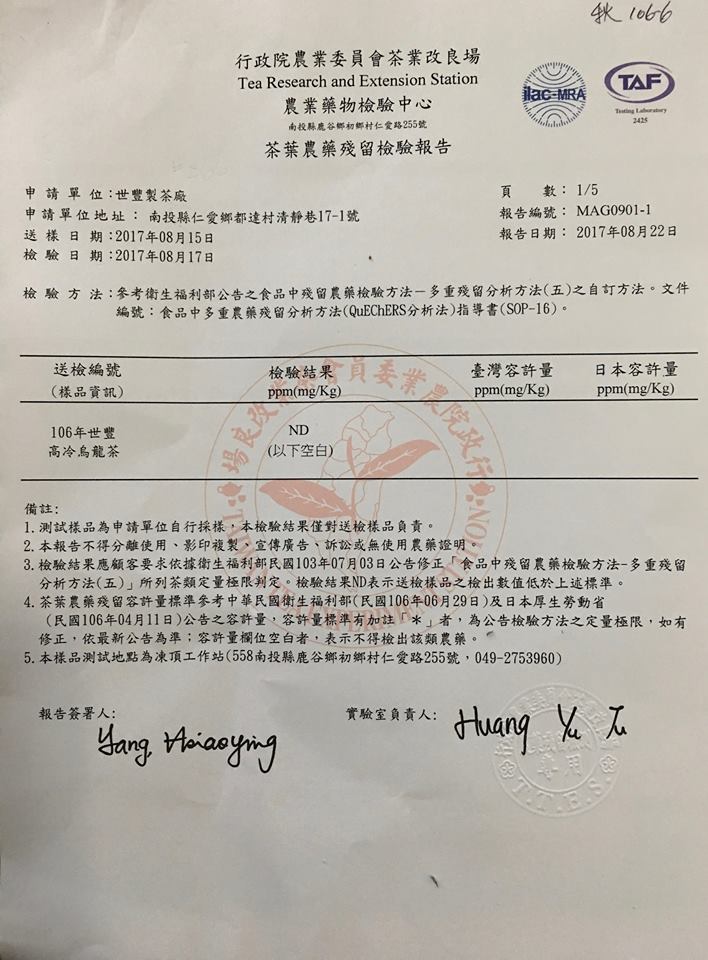 秋 1066
行政院農業委員會茶業改良場
Tea Research and Extension Station
農業藥物檢驗中心
南投縣鹿谷鄉初鄉村仁愛路255號
茶葉農藥殘留檢驗報告
ilac-MRA
TAF
Testing Laboratory
2425
申請單位:世豐製茶廠
頁 數: 1/5
申請單位地址: 南投縣仁愛鄉都達村清靜巷17-1號
報告編號: MAG0901-1
送樣日期:2017年08月15日
報告日期: 2017年08月22日
檢驗日期:2017年08月17日
檢驗方法:參考衛生福利部公告之食品中殘留農藥檢驗方法－多重殘留分析方法(五)之自訂方法。文件
編號:食品中多重農藥殘留分析方法(QuEChERS分析法)指導書(SOP-16)。
送檢編號 檢驗結果 臺灣容許量 日本容許量
(樣品資訊) ppm(mg/Kg) ppm(mg/Kg) ppm(mg/Kg)
106年世豐 ND
高冷烏龍茶 (以下空白)
備註:
1.測試樣品為申請單位自行採樣，本檢驗結果僅對送檢樣品負責。
2.本報告不得分離使用、影印複製、宣傳廣告、訴訟或無使用農藥證明。
3.檢驗結果應顧客要求依據衛生福利部民國103年07月03日公告修正「食品中殘留農藥檢驗方法-多重殘留
分析方法(五)」所列茶類定量極限判定。檢驗結果ND表示送檢樣品之檢出數值低於上述標準。
4.茶葉農藥殘留容許量標準參考中華民國衛生福利部(民國106年06月29日)及日本厚生勞動省
(民國106年04月11日)公告之容許量，容許量標準有加註「＊」者，為公告檢驗方法之定量極限，如有
修正，依最新公告為準；容許量欄位空白者，表示不得檢出該類農藥。
5.本樣品測試地點為凍頂工作站(558南投縣鹿谷鄉初鄉村仁愛路255號，049-2753960)
報告簽署人:
Yang, Hsiaoying
實驗室負責人:
Huang Yu Ju
專用
T.T.E.S.
行政院農業委員會茶業改良場